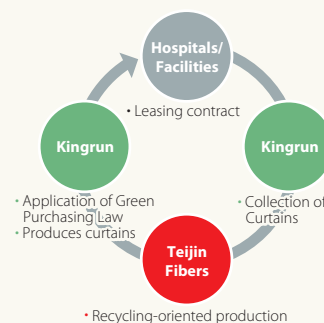 Hospitals/
Facilities
• Leasing contract
Kingrun
• Application of Green
Purchasing Law
• Produces curtains
Kingrun
• Collection of
Curtains
Teijin
Fibers
• Recycling-oriented production